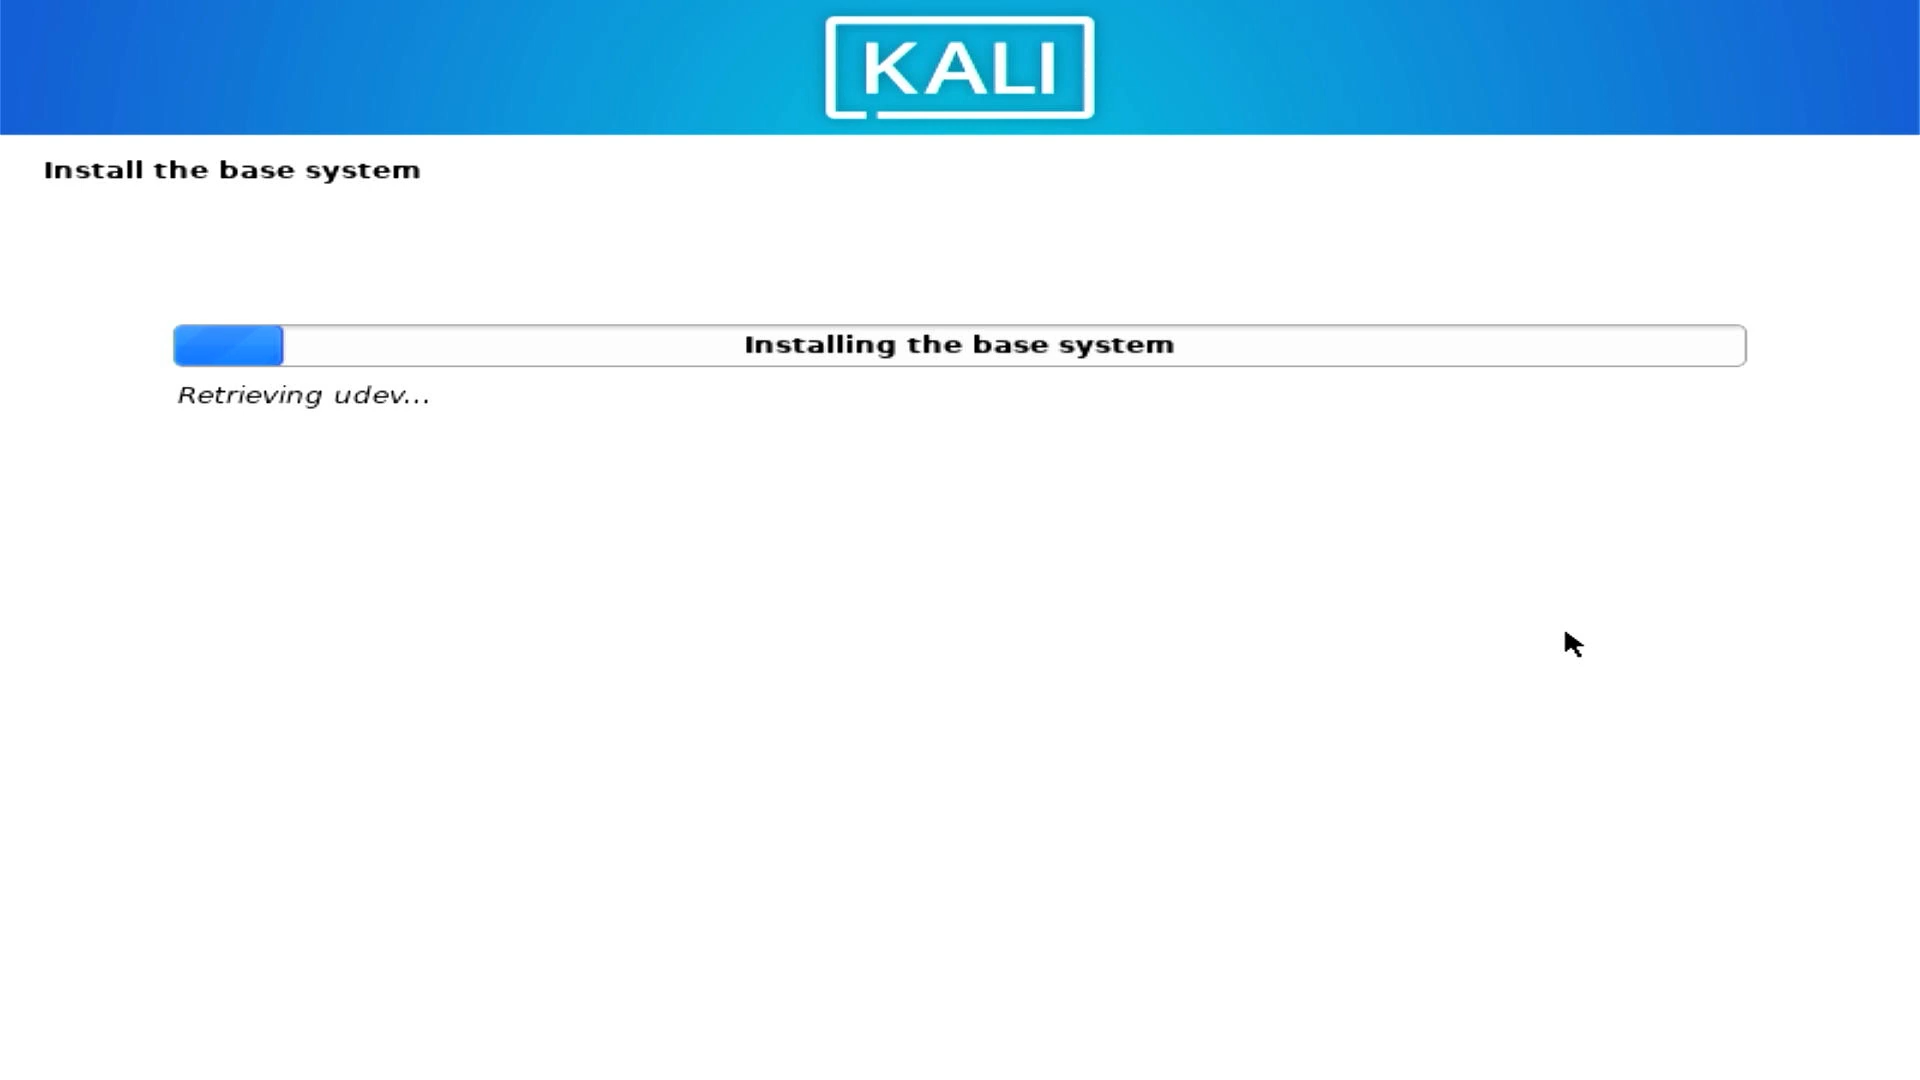 KALI
Install the base system
Installing the base system
Retrieving udev...